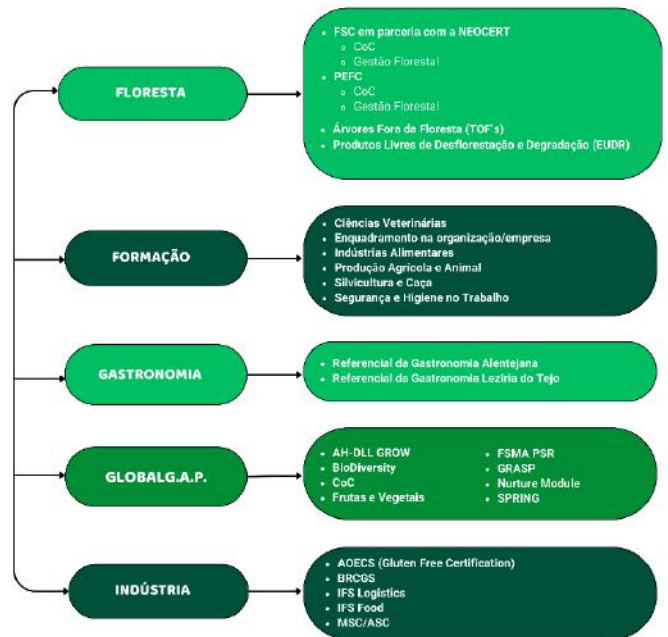 FLORESTA
FSC em parceria com a NEOCERT
CoC
Gestão Florestal
PEFC
CoC
Gestão Florestal
Árvores Fora da Floresta (TOF's)
Produtos Livres de Desflorestação e Degradação (EUDR)
FORMAÇÃO
Ciências Veterinárias
Enquadramento na organização/empresa
Indústrias Alimentares
Produção Agrícola e Animal
Silvicultura e Caça
Segurança e Higiene no Trabalho
GASTRONOMIA
Referencial da Gastronomia Alentejana
Referencial da Gastronomia Lezíria do Tejo
GLOBALG.A.P.
AH-DLL GROW
BioDiversity
CoC
Frutas e Vegetais
FSMA PSR
GRASP
Nurture Module
SPRING
INDÚSTRIA
AOECS (Gluten Free Certification)
BRCGS
IFS Logistics
IFS Food
MSC/ASC